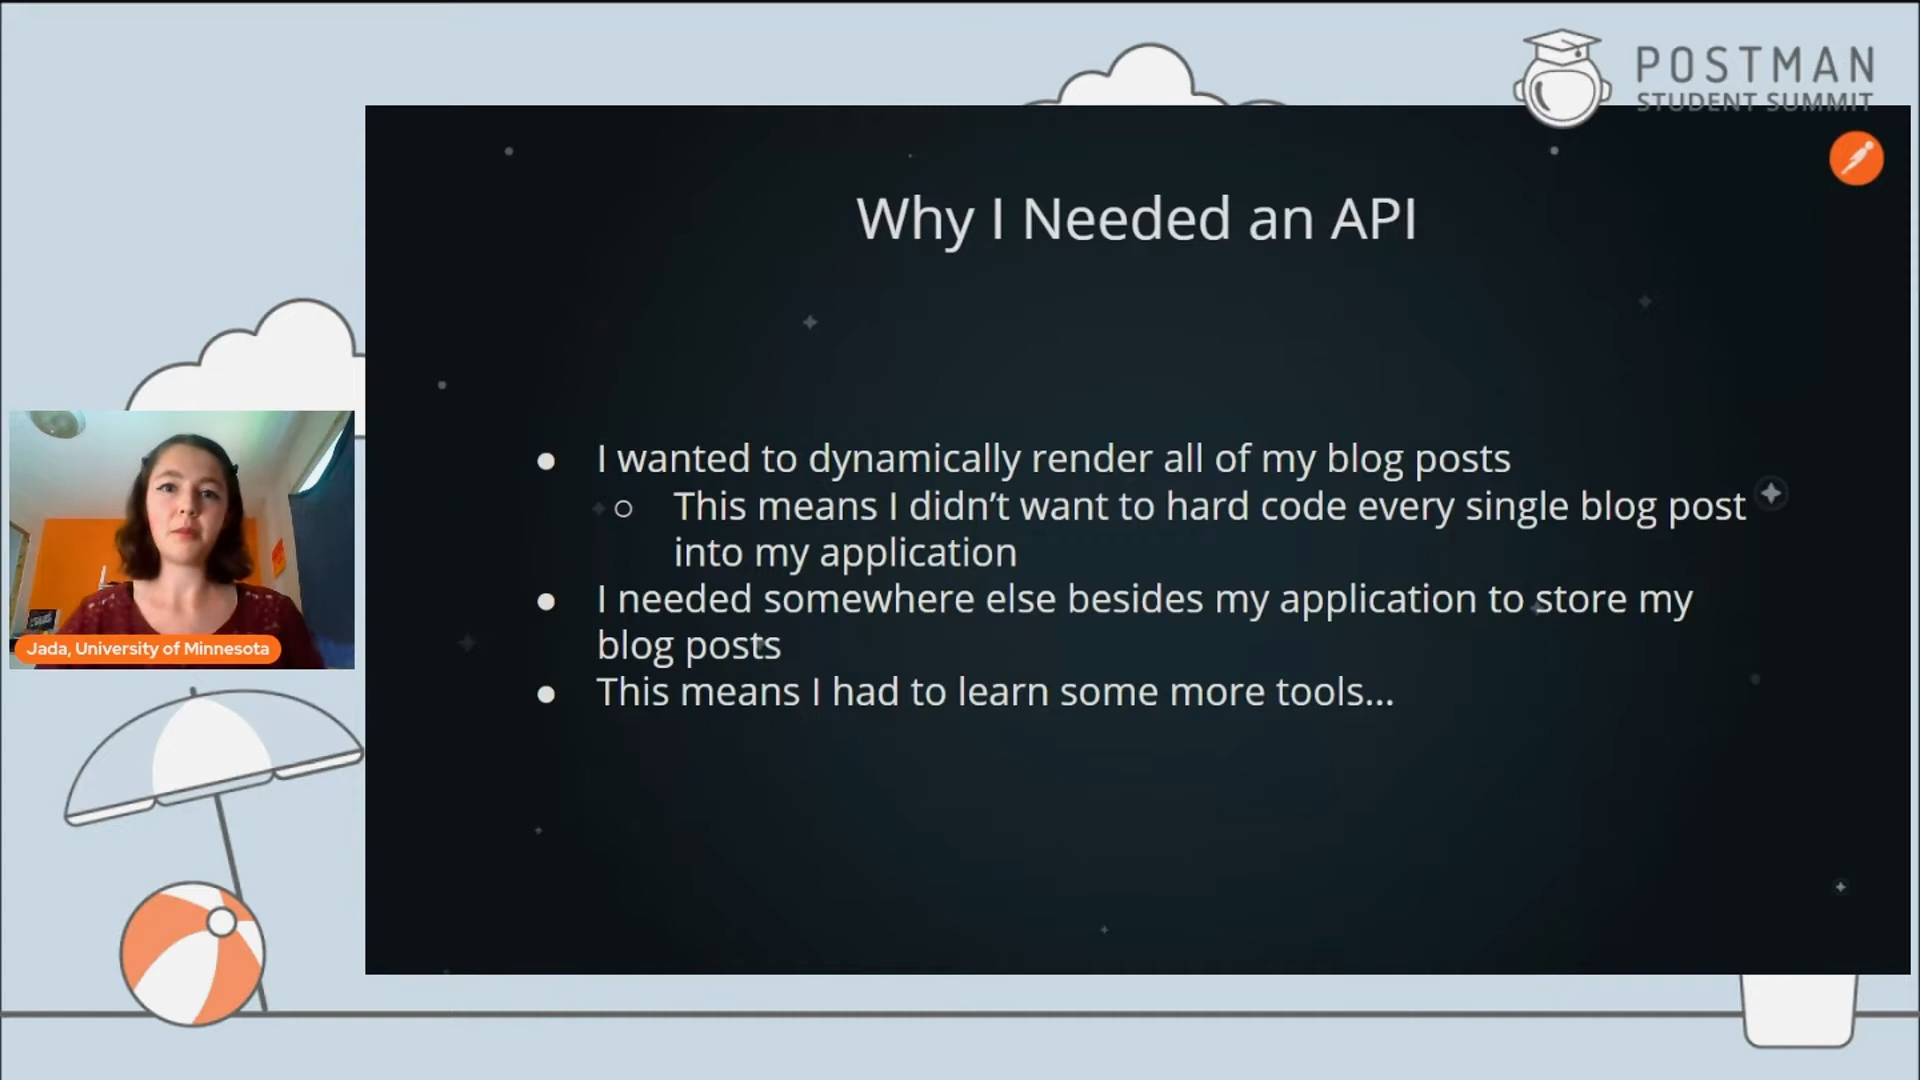 POSTMAN
STUDENT SUMMIT
Why I Needed an API
● I wanted to dynamically render all of my blog posts
○ This means I didn’t want to hard code every single blog post
into my application
● I needed somewhere else besides my application to store my
blog posts
● This means I had to learn some more tools...
Jada, University of Minnesota